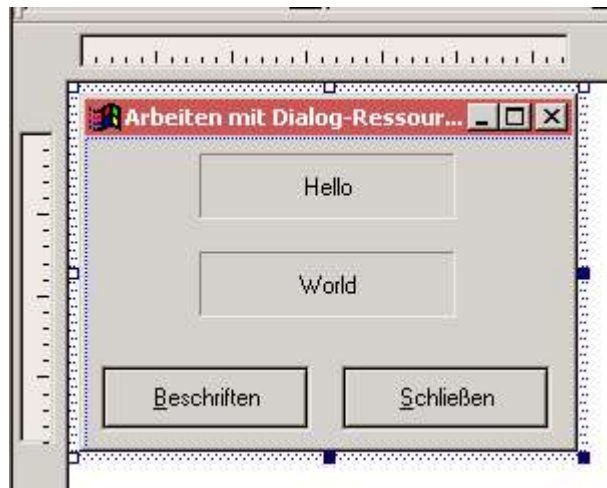 Arbeiten mit Dialog-Ressour...
Hello
World
Beschriften
Schließen